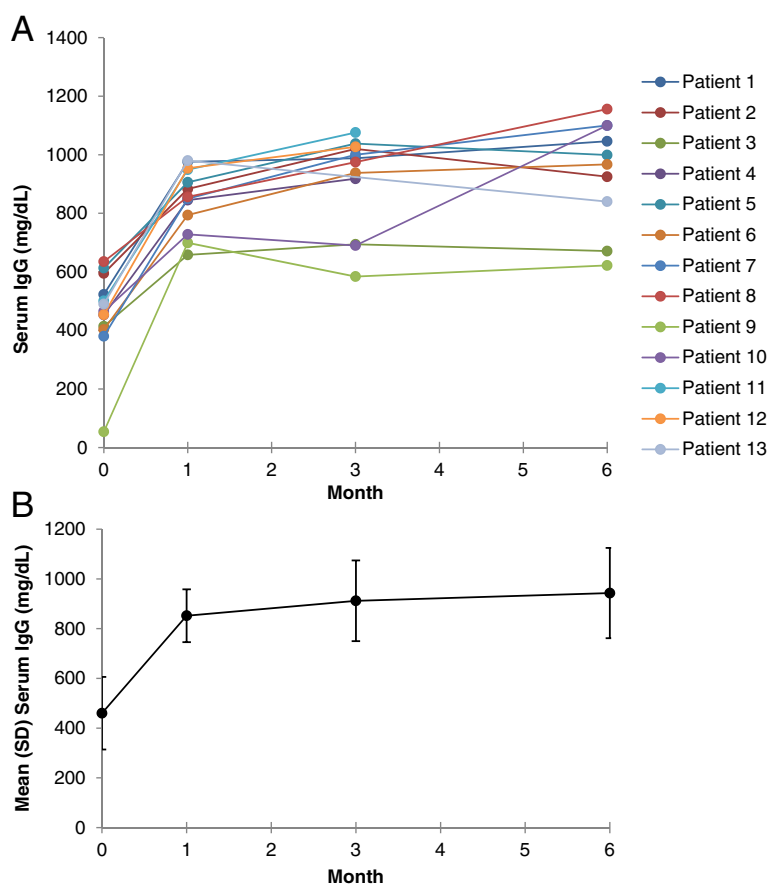 A
1400
1200
1000
800
600
400
200
0
Serum IgG (mg/dL)
0 1 2 3 4 5 6
Month
Patient 1
Patient 2
Patient 3
Patient 4
Patient 5
Patient 6
Patient 7
Patient 8
Patient 9
Patient 10
Patient 11
Patient 12
Patient 13
B
1200
1000
800
600
400
200
0
Mean (SD) Serum IgG (mg/dL)
0 1 2 3 4 5 6
Month